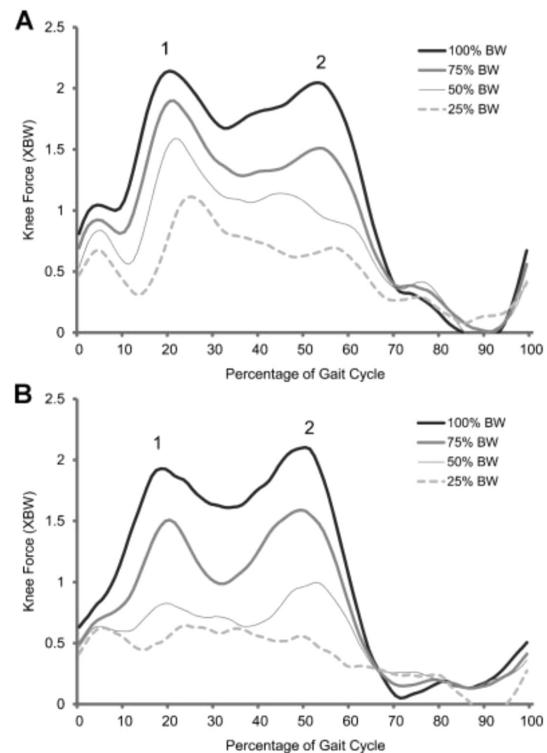 A
2.5
2
1.5
1
0.5
0
Knee Force (XBW)
1
2
100% BW
75% BW
50% BW
25% BW
0 10 20 30 40 50 60 70 80 90 100
Percentage of Gait Cycle
B
2.5
2
1.5
1
0.5
0
Knee Force (XBW)
1
2
100% BW
75% BW
50% BW
25% BW
0 10 20 30 40 50 60 70 80 90 100
Percentage of Gait Cycle